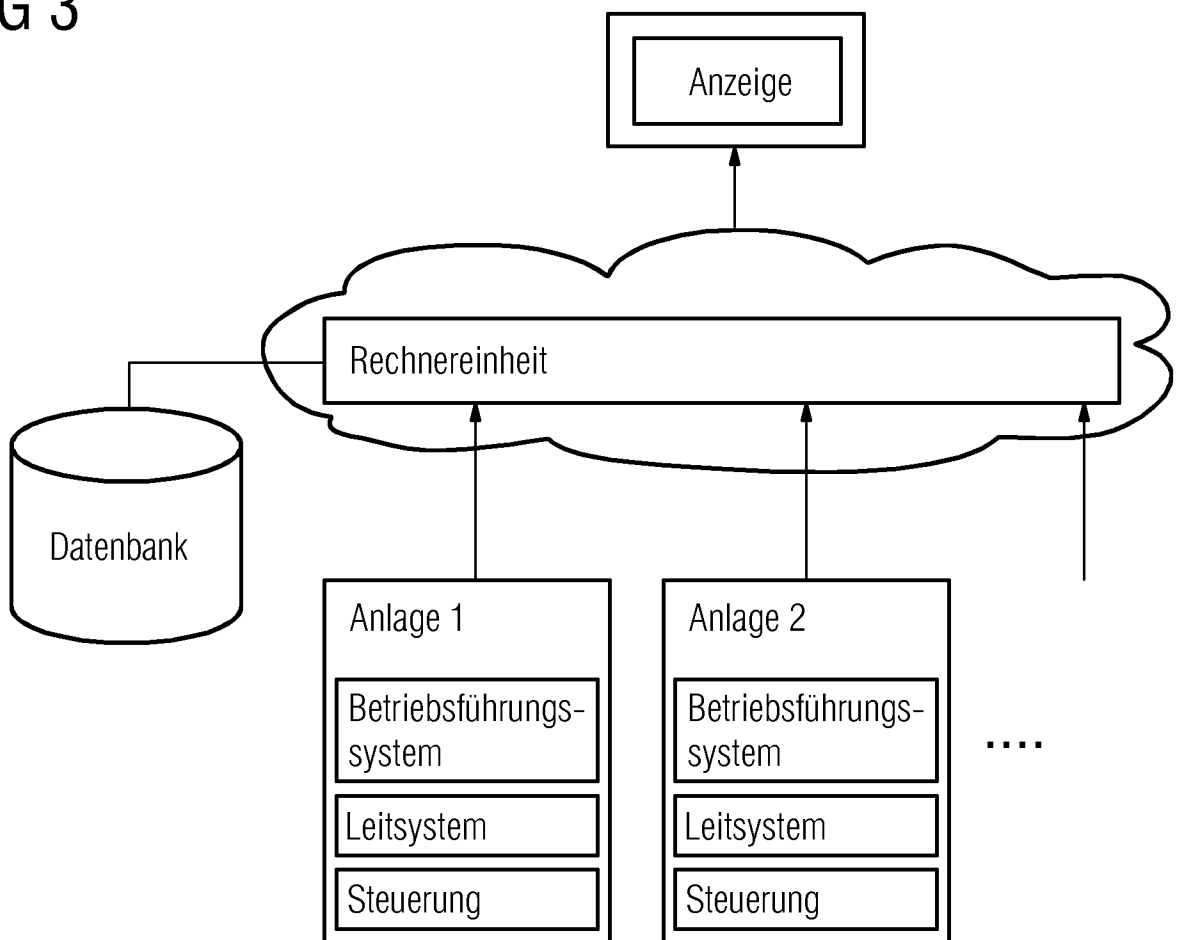 G 3
Anzeige
Rechnereinheit
Datenbank
Anlage 1
Betriebsführungs-
system
Leitsystem
Steuerung
Anlage 2
Betriebsführungs-
system
Leitsystem
Steuerung
....